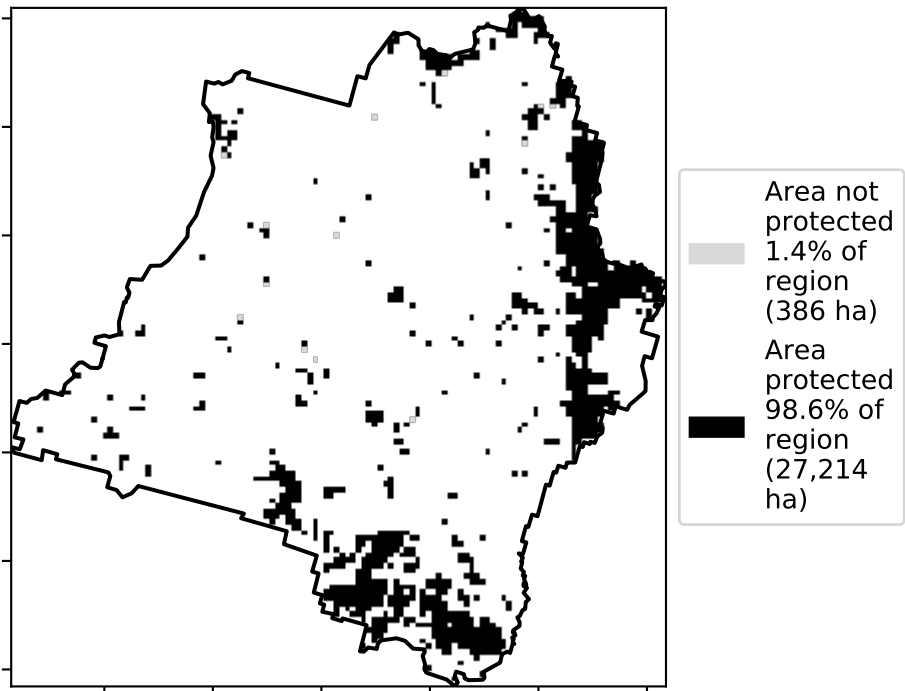 Area not
protected
1.4% of
region
(386 ha)
Area
protected
98.6% of
region
(27,214
ha)